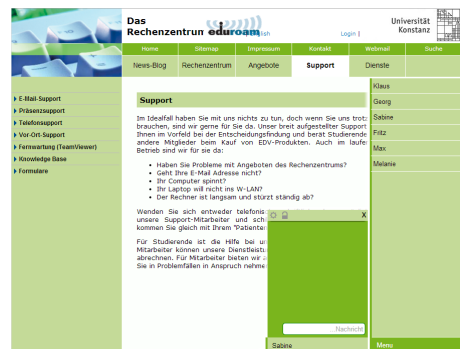 Das
Rechenzentrum eduroam
lish
Login |
Universität
Konstanz
Home Sitemap Impressum Kontakt Webmail Suche
News-Blog Rechenzentrum Angebote Support Dienste
E-Mail-Support
Präsenzsupport
Telefonsupport
Vor-Ort-Support
Fernwartung (TeamViewer)
Knowledge Base
Formulare
Support
Im Idealfall haben Sie mit uns nichts zu tun, doch wenn Sie uns trotz
brauchen, sind wir gerne für Sie da. Unser breit aufgestellter Support
Ihnen im Vorfeld bei der Entscheidungsfindung und berät Studierende
andere Mitglieder beim Kauf von EDV-Produkten. Auch im laufe
Betrieb sind wir für sie da:
Haben Sie Probleme mit Angeboten des Rechenzentrums?
Geht Ihre E-Mail Adresse nicht?
Ihr Computer spinnt?
Ihr Laptop will nicht ins W-LAN?
Der Rechner ist langsam und stürzt ständig ab?
Wenden Sie sich entweder telefonis
unsere Support-Mitarbeiter und sch
kommen Sie gleich mit Ihrem "Patienten
Für Studierende ist die Hilfe bei un
Mitarbeiter können unsere Dienstleist
abrechnen. Für Mitarbeiter bieten wir a
Sie in Problemfällen in Anspruch nehme
Klaus
Georg
Sabine
Fritz
Max
Melanie
X
...Nachricht
Sabine
Menu